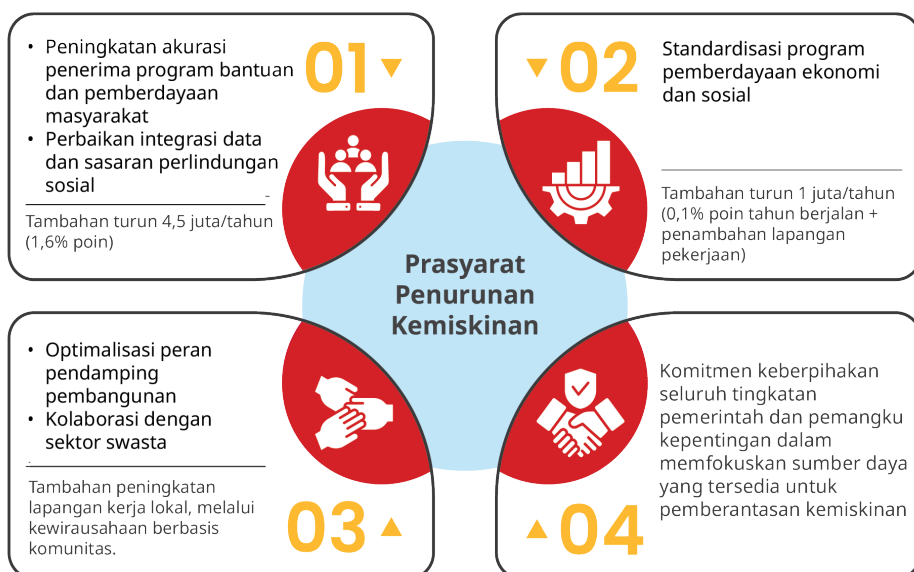 • Peningkatan akurasi
penerima program bantuan
dan pemberdayaan
masyarakat
• Perbaikan integrasi data
dan sasaran perlindungan
sosial
Tambahan turun 4,5 juta/tahun
(1,6% poin)
01
02
Standardisasi program
pemberdayaan ekonomi
dan sosial
Tambahan turun 1 juta/tahun
(0,1% poin tahun berjalan +
penambahan lapangan
pekerjaan)
Prasyarat
Penurunan
Kemiskinan
• Optimalisasi peran
pendamping
pembangunan
• Kolaborasi dengan
sektor swasta
Tambahan peningkatan
lapangan kerja lokal, melalui
kewirausahaan berbasis
komunitas.
03
04
Komitmen keberpihakan
seluruh tingkatan
pemerintah dan pemangku
kepentingan dalam
memfokuskan sumber daya
yang tersedia untuk
pemberantasan kemiskinan